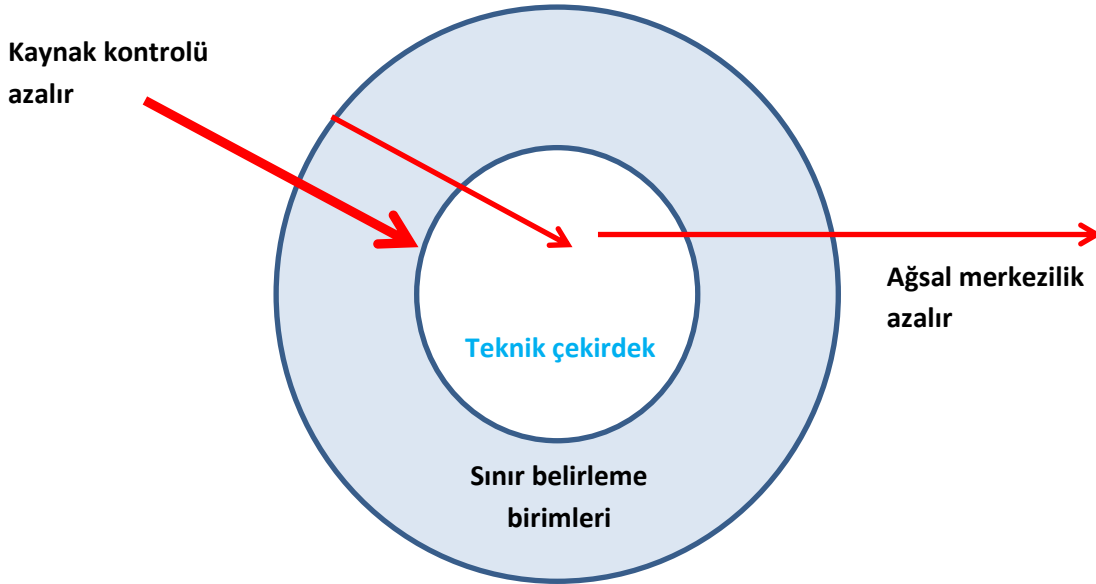 Kaynak kontrolü
azalır
Ağsal merkezilik
azalır
Teknik çekirdek
Sınır belirleme
birimleri